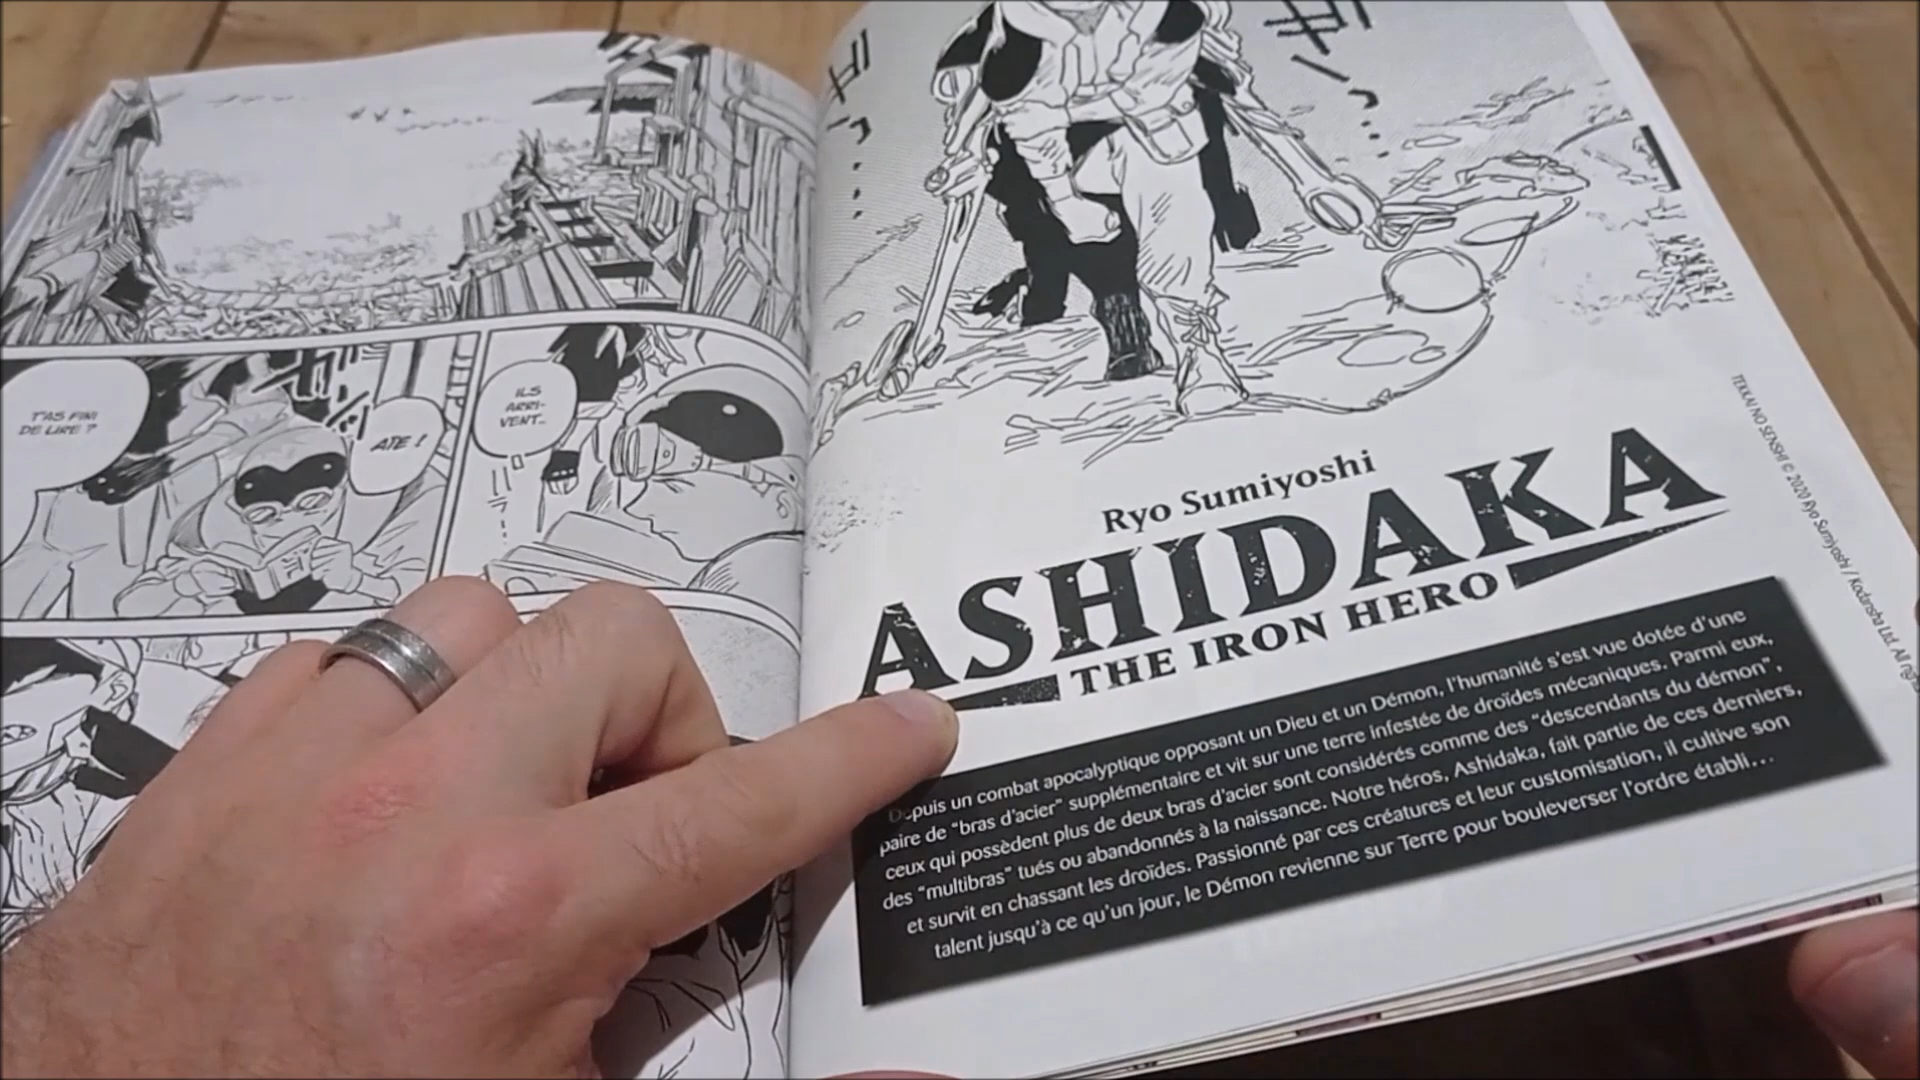 T'AS FINI
DE LIRE ?
ATE !
ILS
ARRI-
VENT...
Ryo Sumiyoshi
ASHIDAKA
THE IRON HERO
Depuis un combat apocalyptique opposant un Dieu et un Démon, l'humanité s'est vue dotée d'une
paire de "bras d'acier" supplémentaire et vit sur une terre infestée de droïdes mécaniques. Parmi eux,
ceux qui possèdent plus de deux bras d'acier sont considérés comme des "descendants du démon",
des "multibras" tués ou abandonnés à la naissance. Notre héros, Ashidaka, fait partie de ces derniers,
et survit en chassant les droïdes. Passionné par ces créatures et leur customisation, il cultive son
talent jusqu'à ce qu'un jour, le Démon revienne sur Terre pour bouleverser l'ordre établi...
TEKKAI NO SENSHI © 2020 Ryo Sumiyoshi / Kodansha Ltd. All